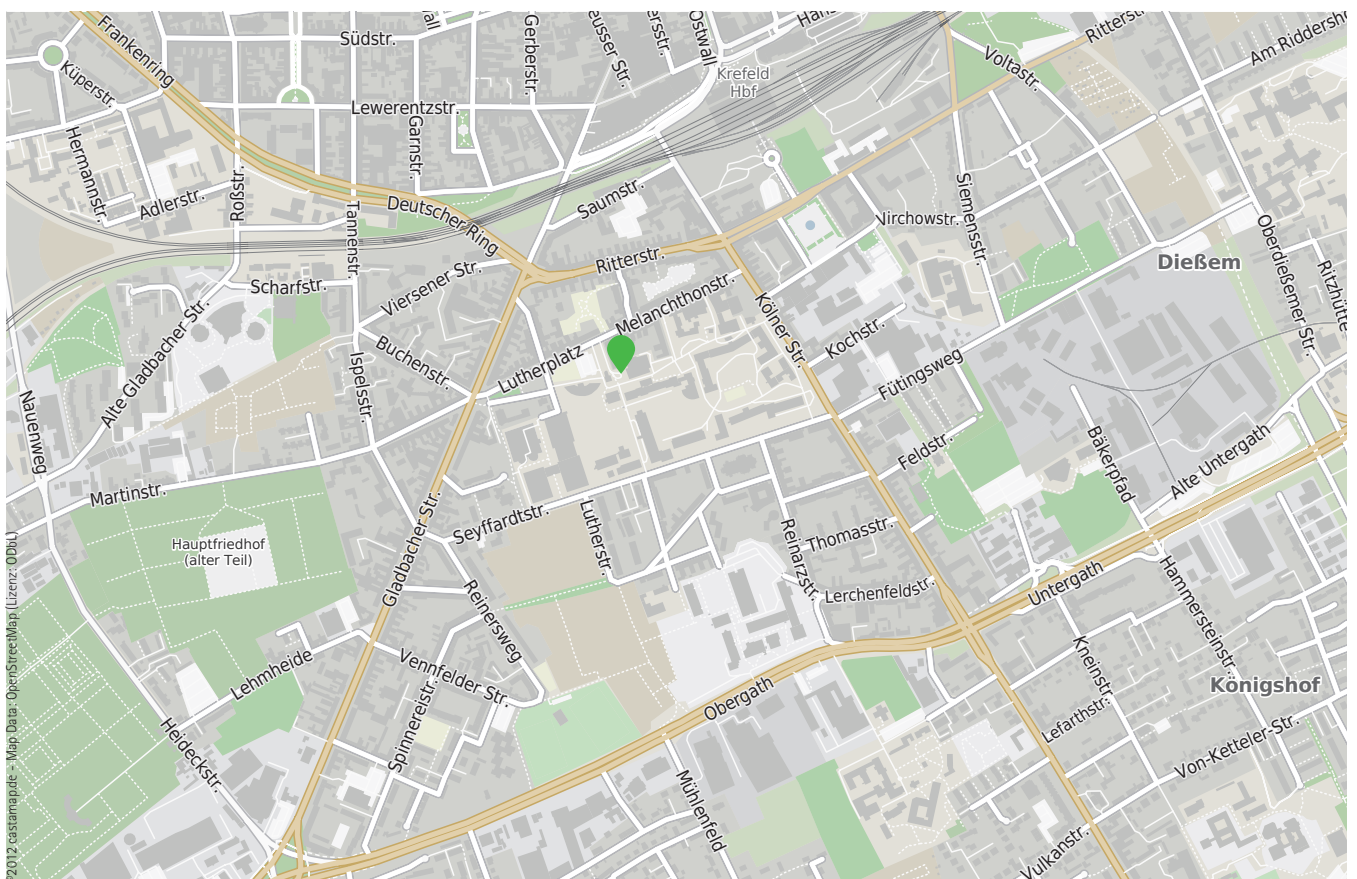 Südstr.
Gerberstr.
Ostwall
Frankenring
Küperstr.
Lewerentzstr.
Garnstr.
Krefeld
Hbf
Voltastr.
Am Riddersh
Hermannstr.
Adlerstr.
Roßstr.
Tannenstr.
Deutscher Ring
Saumstr.
Siemensstr.
Virchowstr.
Oberdießemer Str.
Dießem
Ritterstr.
Viersener Str.
Scharfstr.
Melanchthonstr.
Kölner Str.
Kochstr.
Fütingsweg
Alte Gladbacher Str.
Ispelsstr.
Buchenstr.
Lutherplatz
Nauenweg
Feldstr.
Bäkerpfad
Alte Untergath
Martinstr.
Gladbacher Str.
Seyffardtstr.
Lutherstr.
Reinarzstr.
Thomasstr.
Hauptfriedhof
(alter Teil)
Lerchenfeldstr.
Untergath
Hammersteinstr.
Reinersweg
Kneinstr.
Lehmheide
Vennfelder Str.
Spinnereistr.
Obergath
Königshof
Lefarthstr.
Von-Ketteler-Str.
Heideckstr.
Mühlenfeld
Vulkanstr.
2012 castamap.de - Map Data: OpenStreetMap (Lizenz: ODbL)